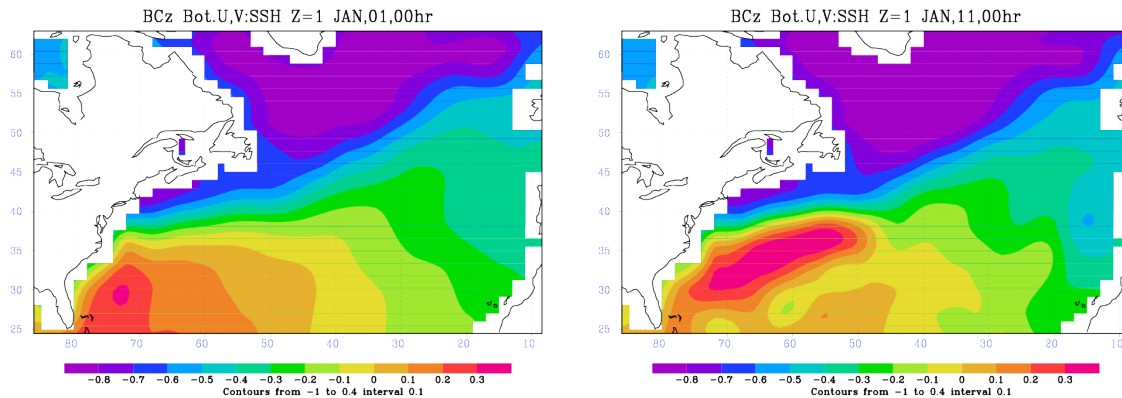 BCz Bot.U,V:SSH Z=1 JAN,01,00hr
60
55
50
45
40
35
30
25
80 70 60 50 40 30 20 10
-0.8 -0.7 -0.6 -0.5 -0.4 -0.3 -0.2 -0.1 0 0.1 0.2 0.3
Contours from -1 to 0.4 interval 0.1
BCz Bot.U,V:SSH Z=1 JAN,11,00hr
60
55
50
45
40
35
30
25
80 70 60 50 40 30 20 10
-0.8 -0.7 -0.6 -0.5 -0.4 -0.3 -0.2 -0.1 0 0.1 0.2 0.3
Contours from -1 to 0.4 interval 0.1